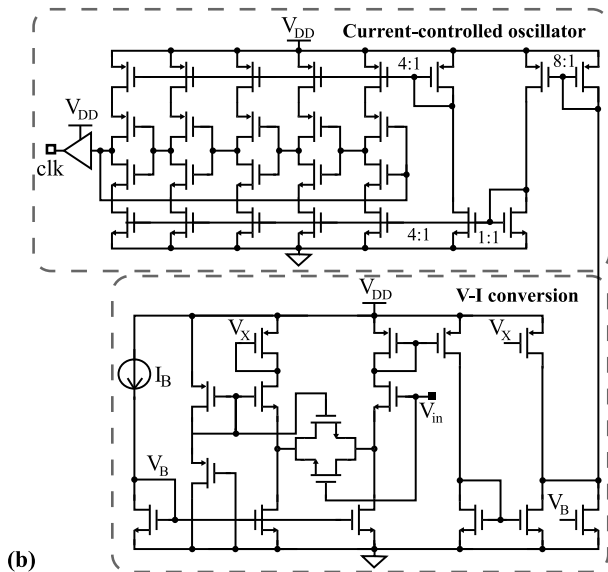 Current-controlled oscillator
VDD
4:1
8:1
VDD
clk
4:1
1:1
V-I conversion
VDD
VX
VX
IB
Vin
VB
VB
(b)